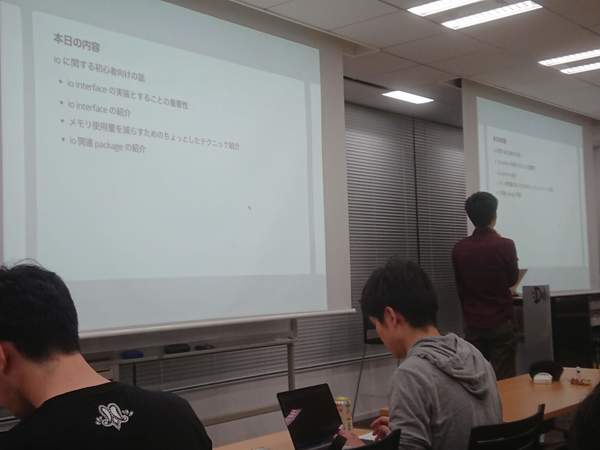 本日の内容
io に関する初心者向けの話
• io interface の実装とすることの重要性
• io interface の紹介
• メモリ使用量を減らすためのちょっとしたテクニック紹介
• io 関連 package の紹介